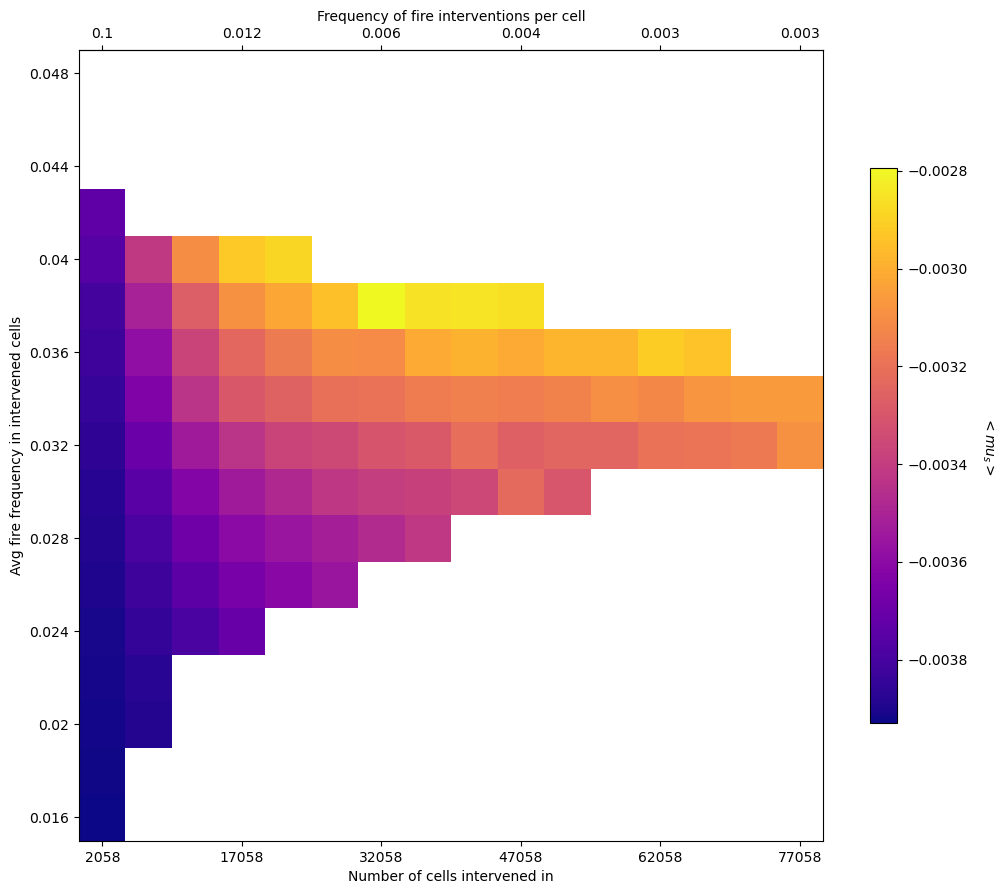 Frequency of fire interventions per cell
0.1 0.012 0.006 0.004 0.003 0.003
0.048
0.044
0.04
0.036
0.032
0.028
0.024
0.02
0.016
Avg fire frequency in intervened cells
2058 17058 32058 47058 62058 77058
Number of cells intervened in
−0.0028
−0.0030
−0.0032
−0.0034
−0.0036
−0.0038
< mu_s >